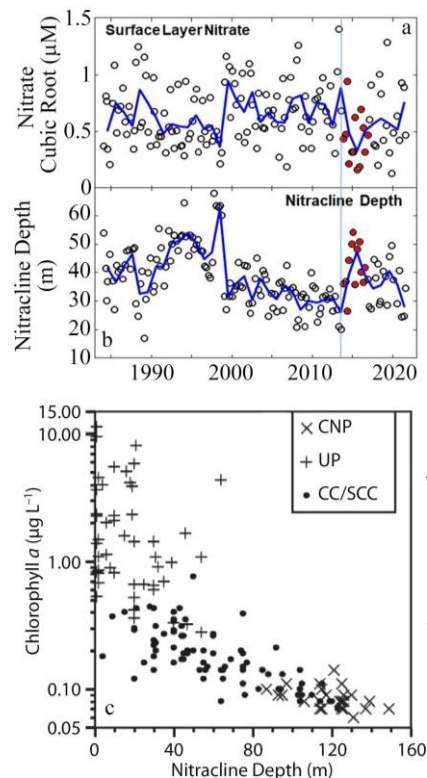 Surface Layer Nitrate
a
Nitrate
Cubic Root (μM)
1.5
1
0.5
0
Nitracline Depth
Nitracline Depth
(m)
60
50
40
30
20
10
b
1990
2000
2010
2020
15.00
10.00
1.00
0.10
0.05
Chlorophyll a (μg L⁻¹)
CNP
UP
CC/SCC
c
0
40
80
120
160
Nitracline Depth (m)